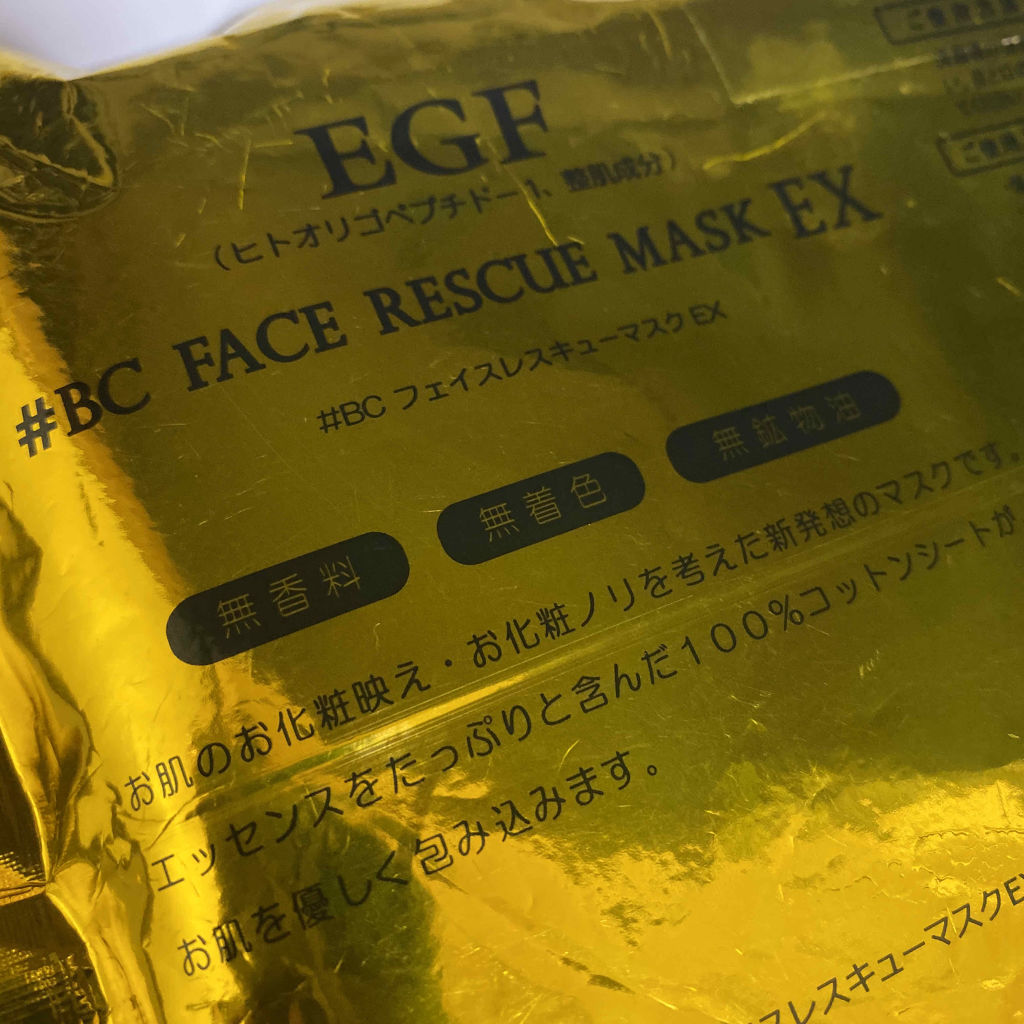 EGF
（ヒトオリゴペプチドー1、整肌成分）
#BC FACE RESCUE MASK EX
#BC フェイスレスキューマスク EX
無香料
無着色
無鉱物油
お肌のお化粧映え・お化粧ノリを考えた新発想のマスクです。
エッセンスをたっぷりと含んだ１００％コットンシートが
お肌を優しく包み込みます。
スレスキューマスクEX